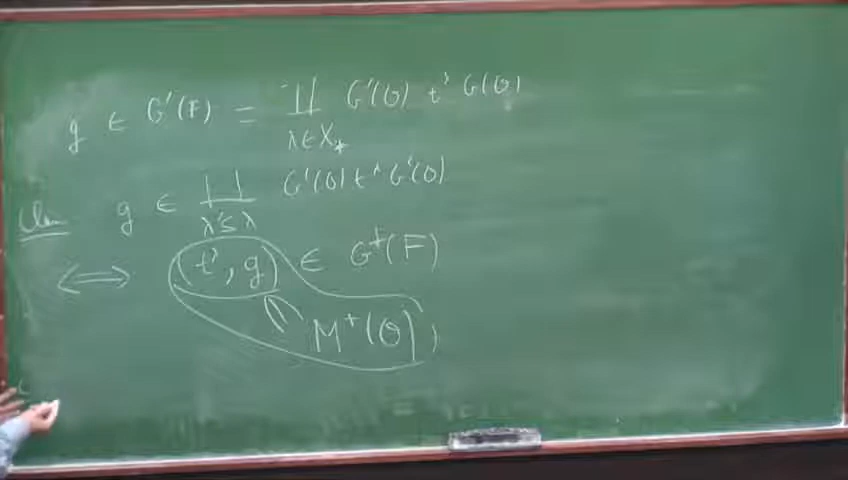 g ∈ G'(F) = ∐ G'(O) t^λ G(O)
λ∈X_*
Clm g ∈ ∐ G'(O) t^λ' G'(O)
λ'≤λ
⟺ (t^λ, g) ∈ G^+(F)
∩ M^+(O)